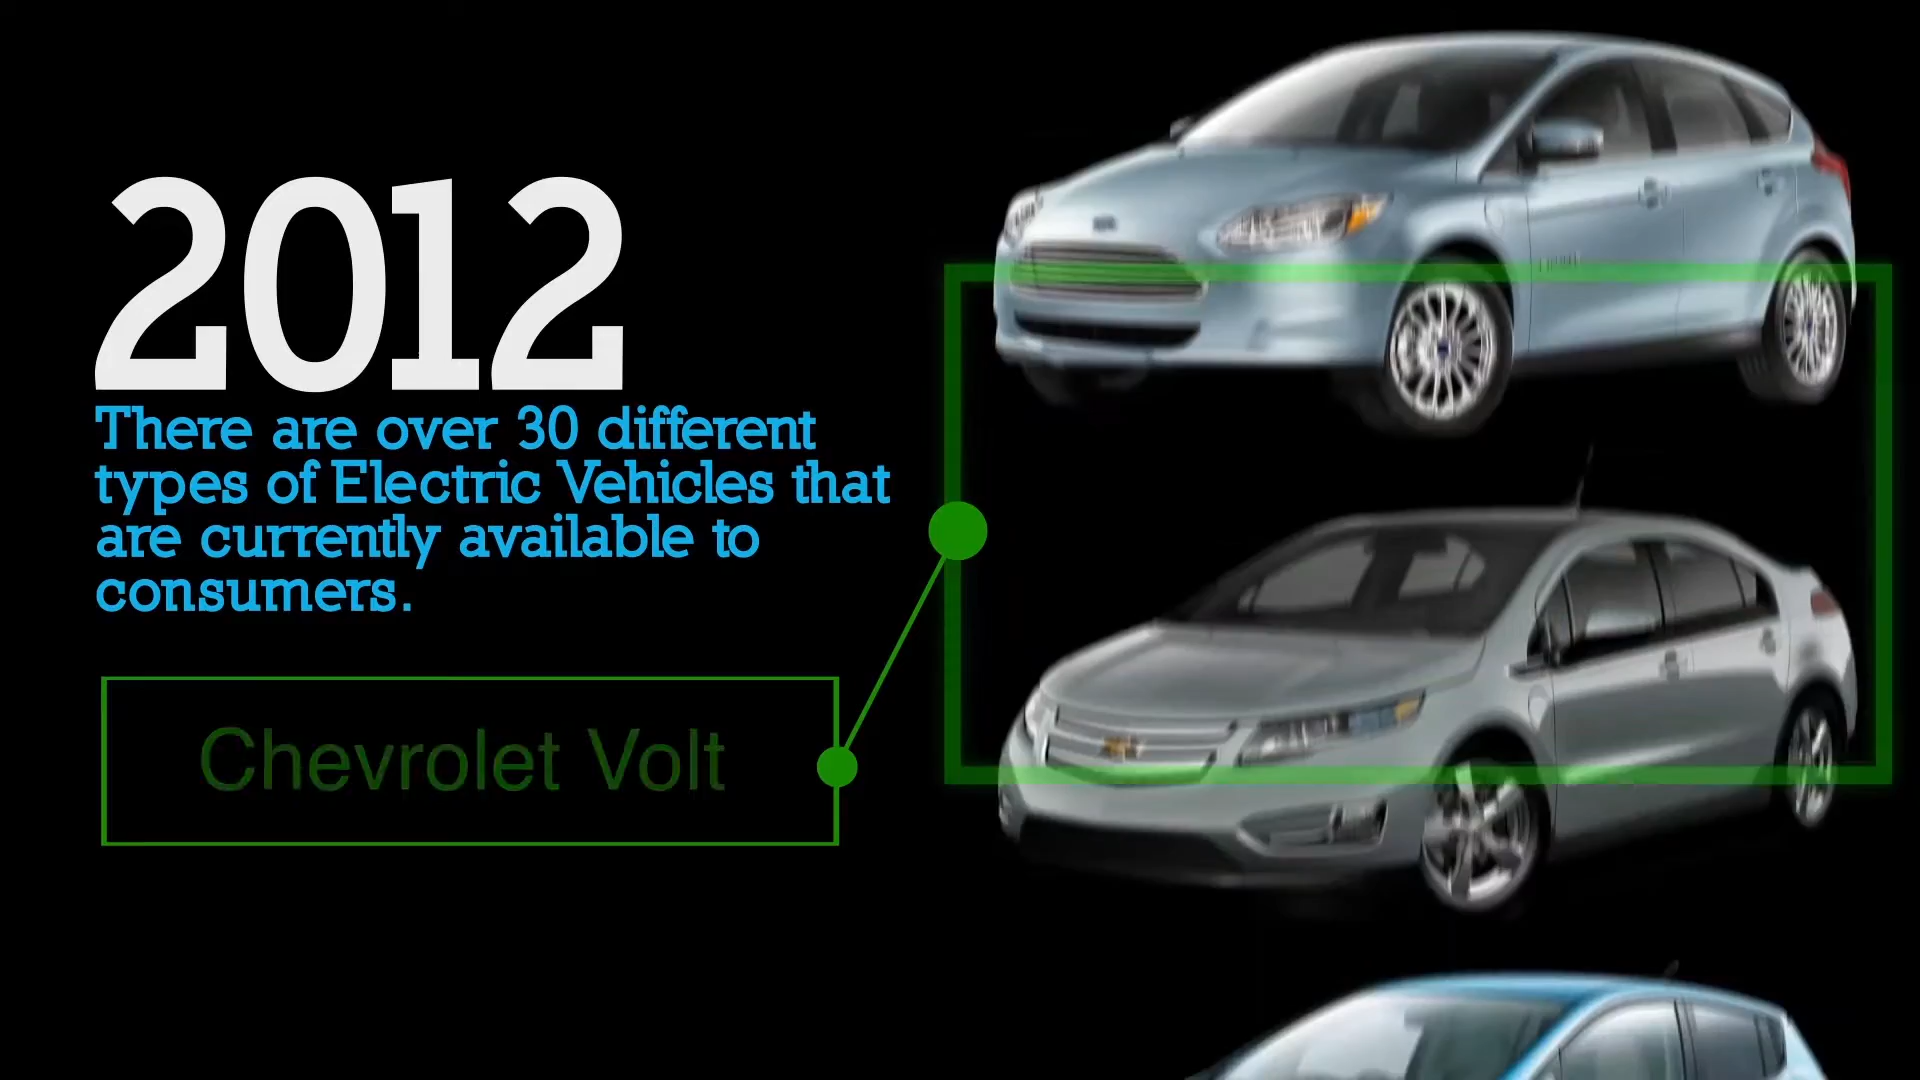 2012
There are over 30 different
types of Electric Vehicles that
are currently available to
consumers.
Chevrolet Volt